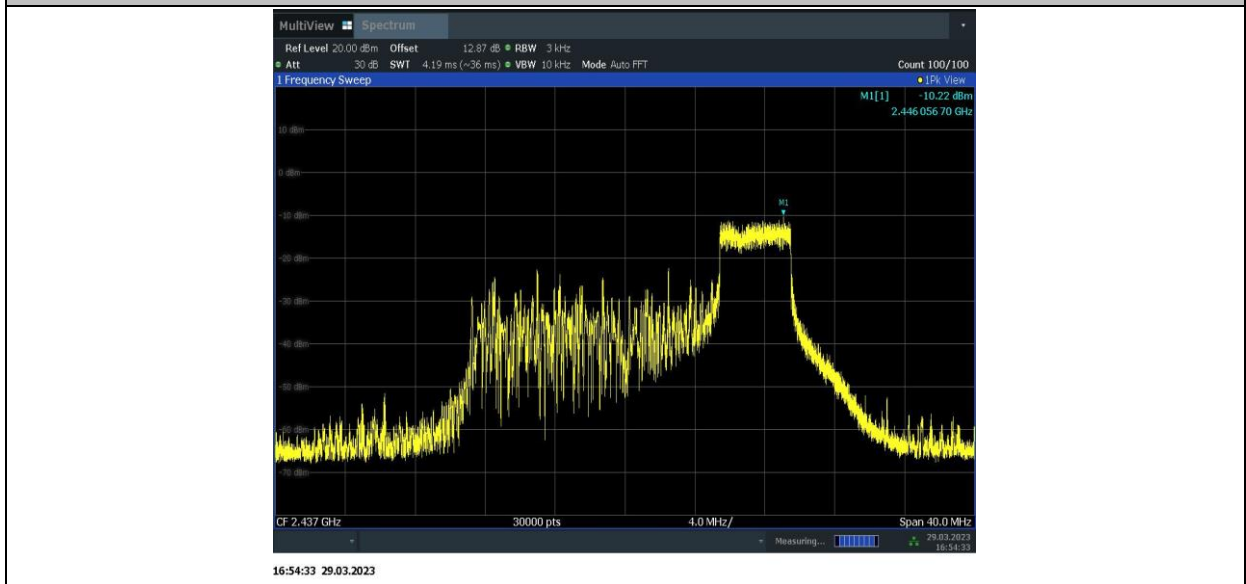 MultiView Spectrum
Ref Level 20.00 dBm Offset 12.87 dB RBW 3 kHz
Att 30 dB SWT 4.19 ms (~36 ms) VBW 10 kHz Mode Auto FFT Count 100/100
1 Frequency Sweep 1Pk View
M1[1] -10.22 dBm
2.446 056 70 GHz
10 dBm
0 dBm
M1
-10 dBm
-20 dBm
-30 dBm
-40 dBm
-50 dBm
-60 dBm
-70 dBm
CF 2.437 GHz 30000 pts 4.0 MHz/ Span 40.0 MHz
Measuring... 29.03.2023
16:54:33
16:54:33 29.03.2023